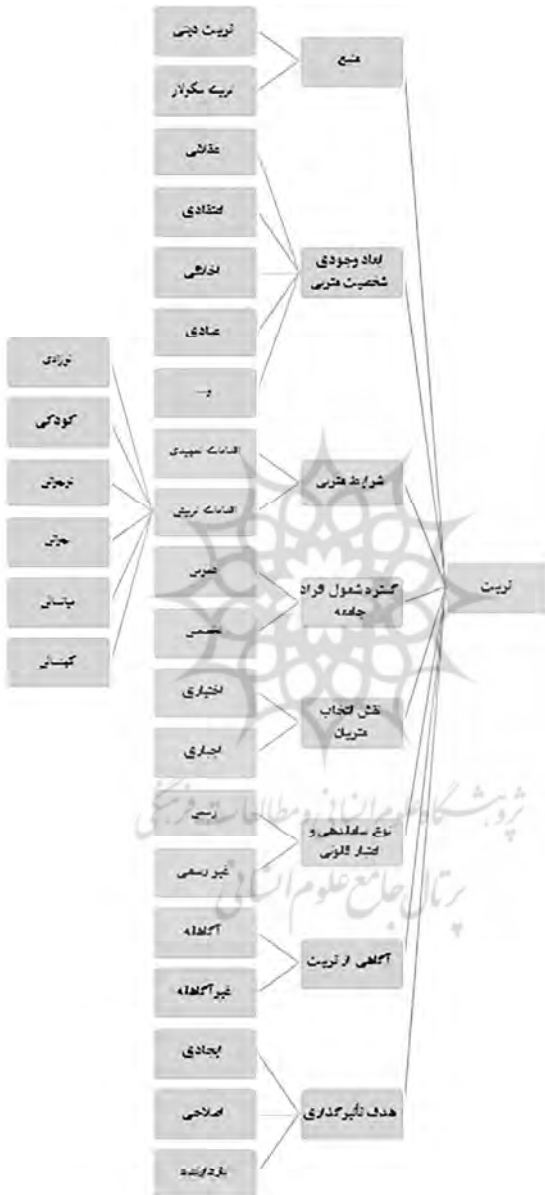 تربیت
منبع
تربیت دینی
تربیت سکولار
ابعاد وجودی
شخصیت متربی
عقلانی
اعتقادی
اخلاقی
عبادی
و...
شرایط متربی
اقدامات تمهیدی
اقدامات تربیتی
نوزادی
کودکی
نوجوانی
جوانی
میانسالی
کهنسالی
گستره شمول افراد
جامعه
عمومی
تخصصی
نقش انتخاب
متربیان
اختیاری
اجباری
نوع ساماندهی و
اعتبار قانونی
رسمی
غیر رسمی
آگاهی از تربیت
آگاهانه
غیرآگاهانه
هدف تأثیرگذاری
ایجادی
اصلاحی
بازدارنده
پژوهشگاه علوم انسانی و مطالعات فرهنگی
پرتال جامع علوم انسانی